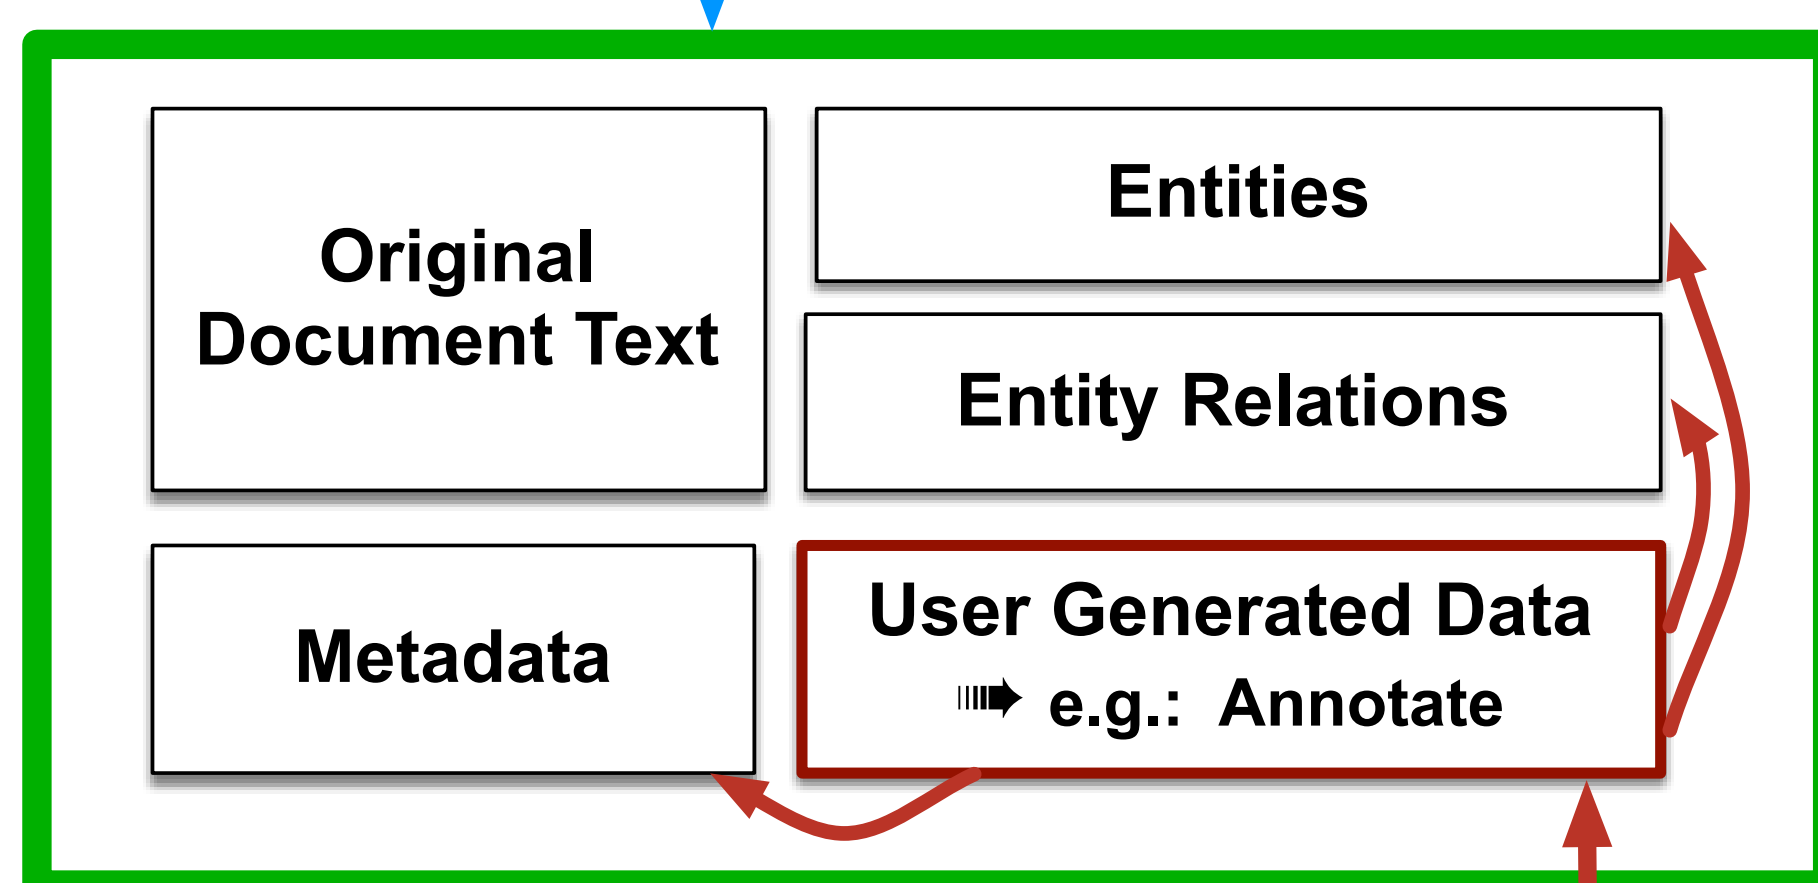 Original
Document Text
Entities
Entity Relations
Metadata
User Generated Data
➠ e.g.: Annotate